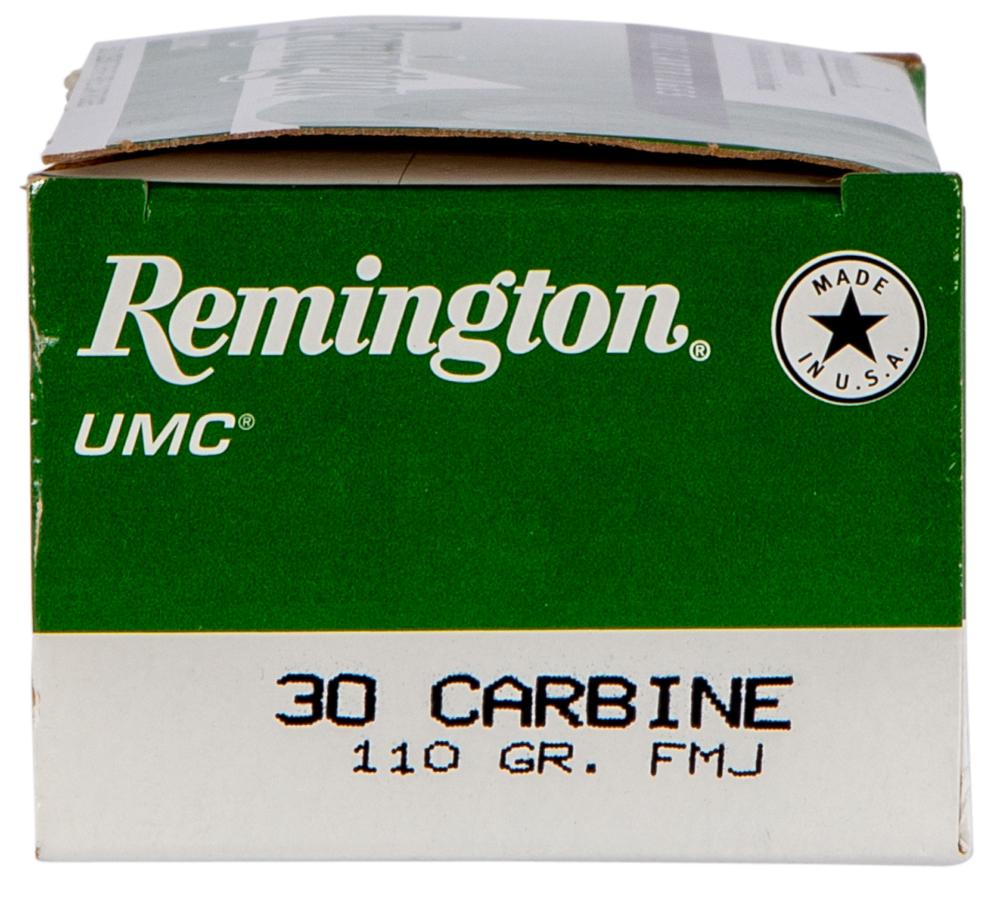 Remington®
UMC®
MADE
IN U.S.A.
30 CARBINE
110 GR. FMJ